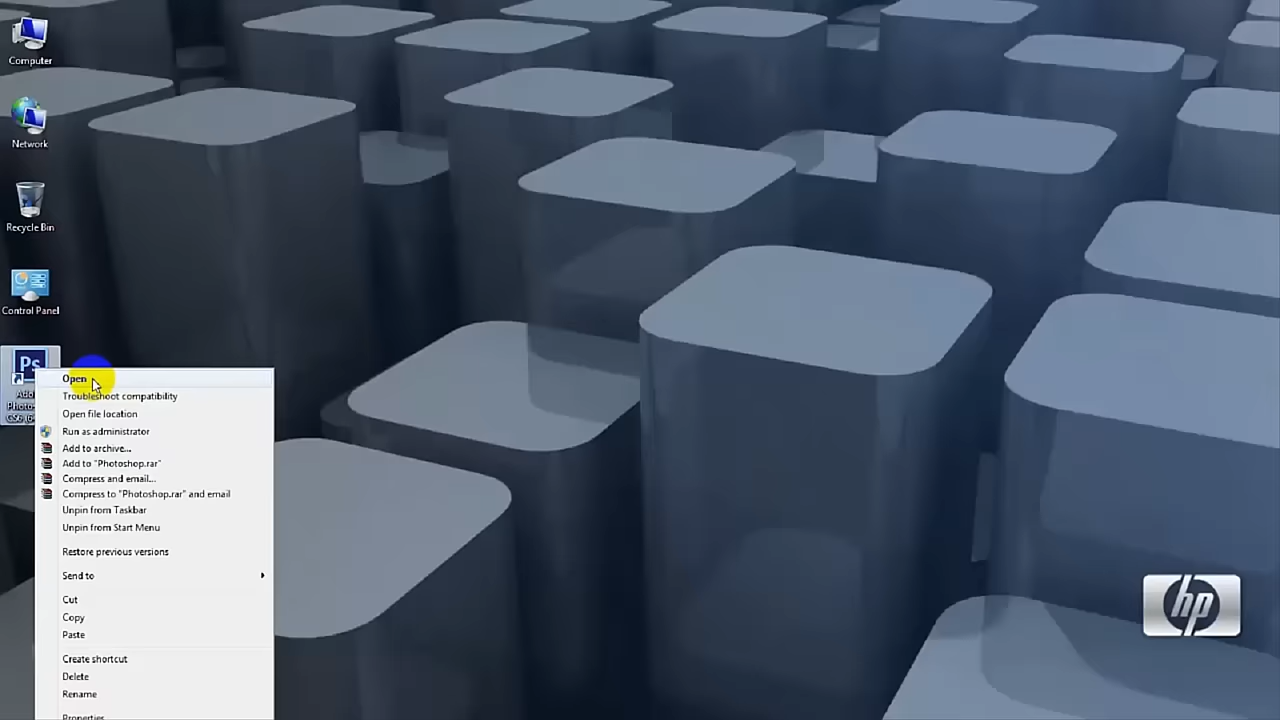 Computer
Network
Recycle Bin
Control Panel
Ps
Open
Troubleshoot compatibility
Open file location
Run as administrator
Add to archive...
Add to "Photoshop.rar"
Compress and email...
Compress to "Photoshop.rar" and email
Unpin from Taskbar
Unpin from Start Menu
Restore previous versions
Send to
Cut
Copy
Paste
Create shortcut
Delete
Rename
Properties
hp